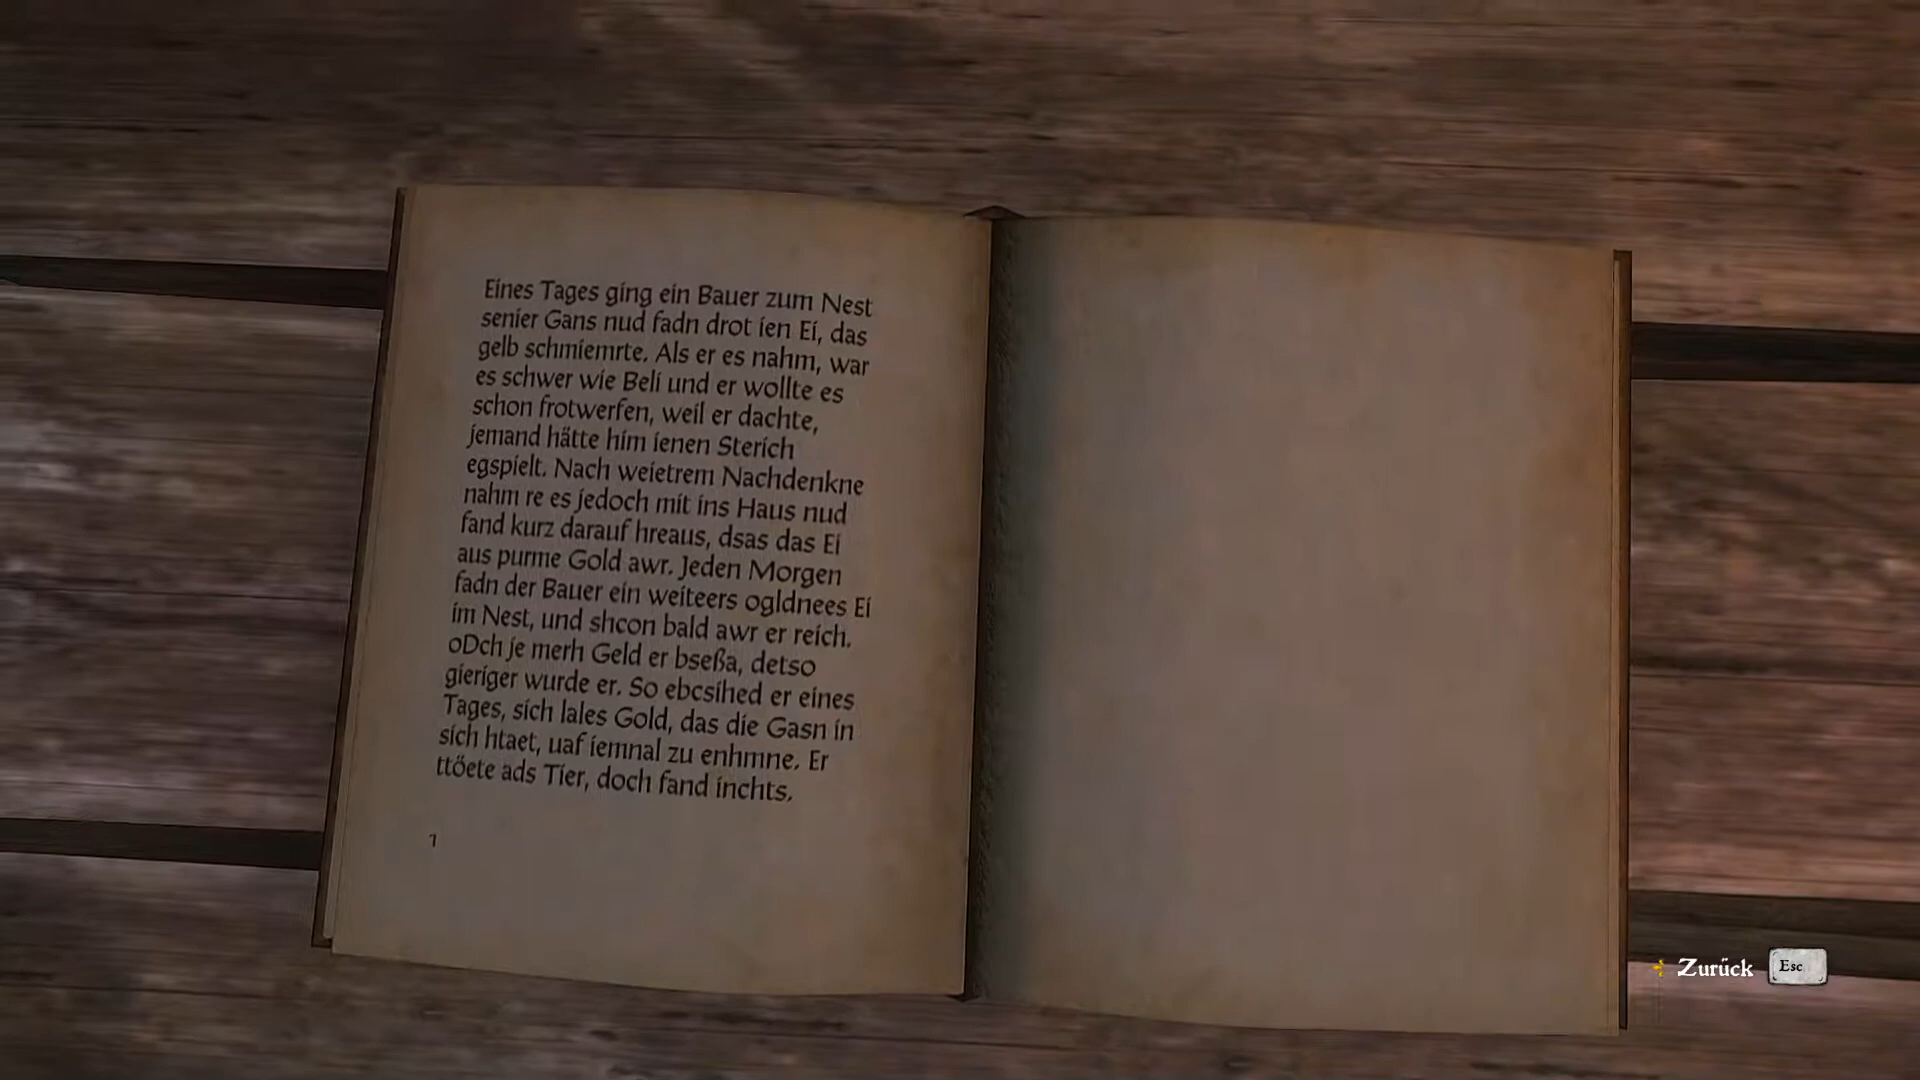 Eines Tages ging ein Bauer zum Nest
senier Gans nud fadn drot ien Ei, das
gelb schmiemrte. Als er es nahm, war
es schwer wie Beli und er wollte es
schon frotwerfen, weil er dachte,
jemand hätte him ienen Sterich
egspielt. Nach weietrem Nachdenkne
nahm re es jedoch mit ins Haus nud
fand kurz darauf hreaus, dsas das Ei
aus purme Gold awr. Jeden Morgen
fadn der Bauer ein weiteers ogldnees Ei
im Nest, und shcon bald awr er reich.
oDch je merh Geld er bseßa, detso
gieriger wurde er. So ebcsihed er eines
Tages, sich lales Gold, das die Gasn in
sich htaet, uaf iemnal zu enhmne. Er
ttöete ads Tier, doch fand inchts.
1
Zurück Esc